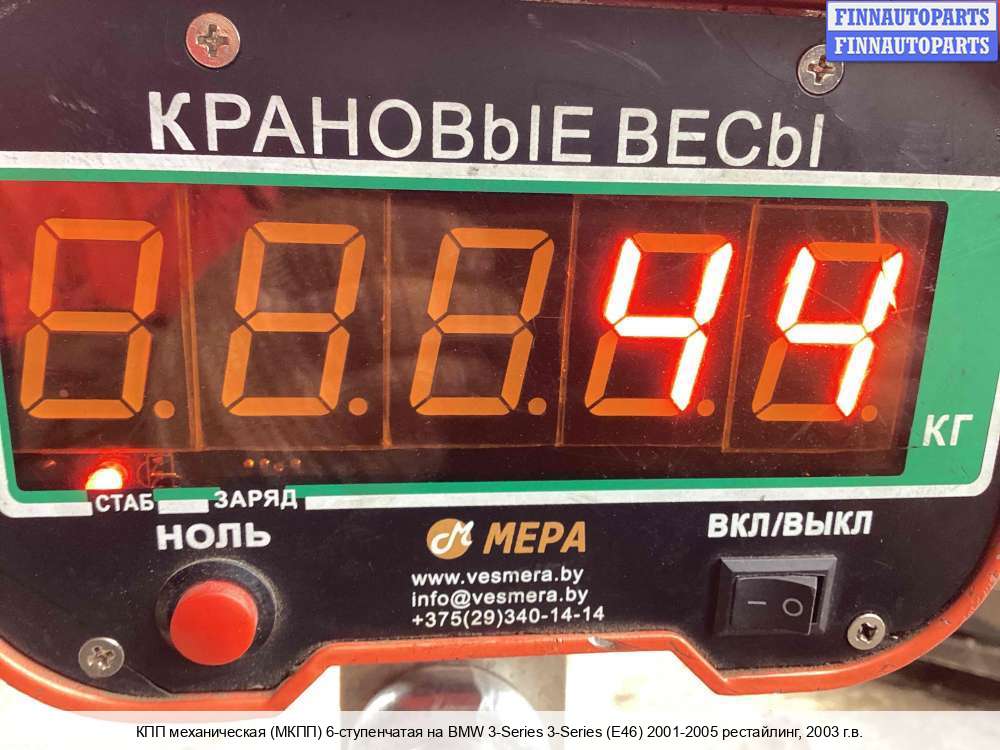 FINNAUTOPARTS
FINNAUTOPARTS
КРАНОВЫЕ ВЕСЫ
44
КГ
СТАБ ЗАРЯД
НОЛЬ
МЕРА
ВКЛ/ВЫКЛ
www.vesmera.by
info@vesmera.by
+375(29)340-14-14
КПП механическая (МКПП) 6-ступенчатая на BMW 3-Series 3-Series (E46) 2001-2005 рестайлинг, 2003 г.в.